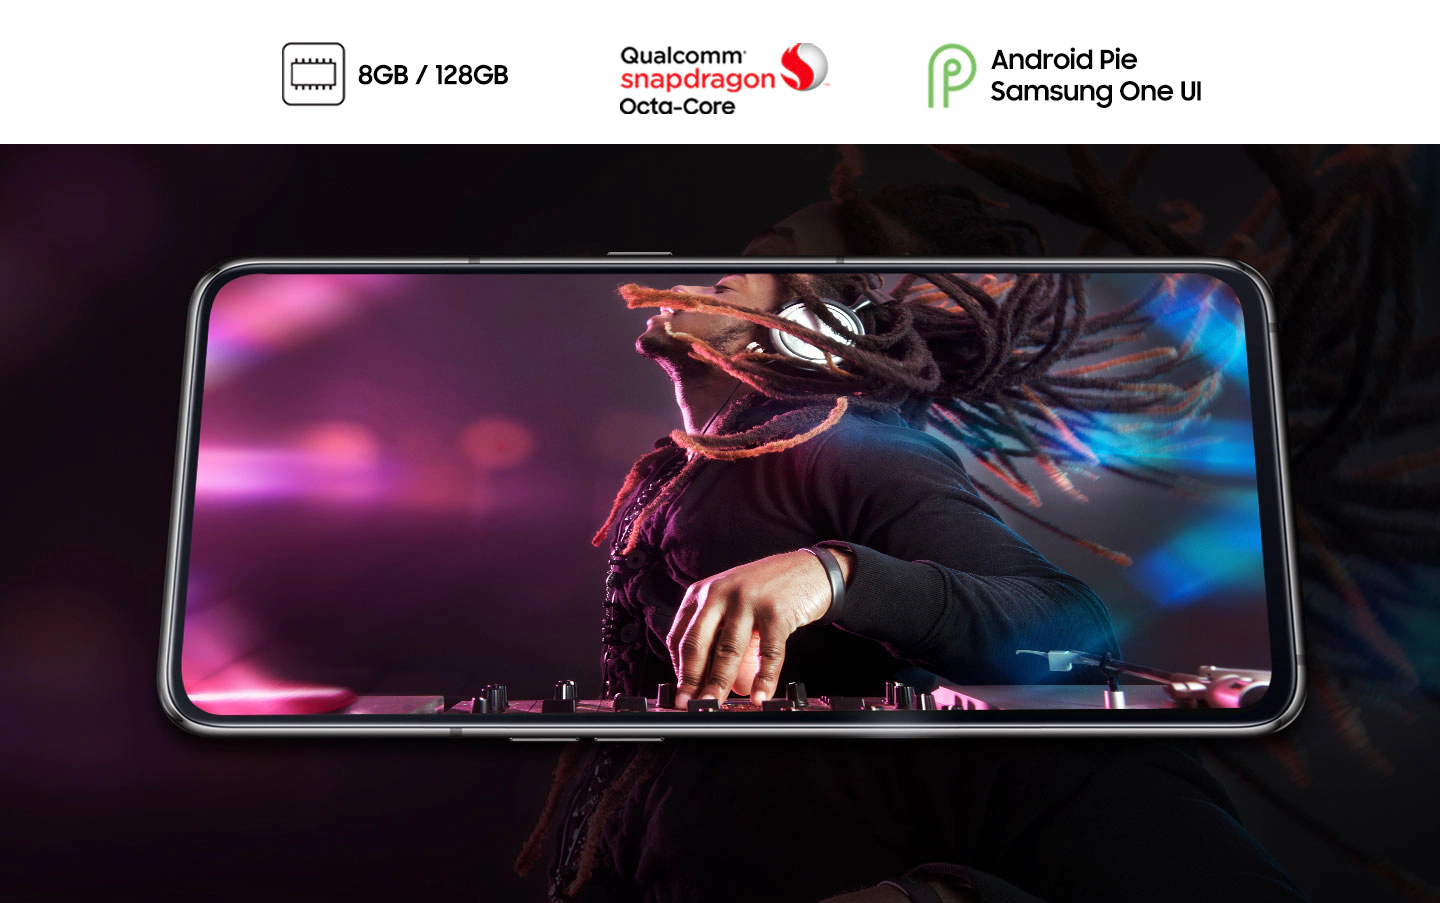 8GB / 128GB
Qualcomm
snapdragon
Octa-Core
Android Pie
Samsung One UI